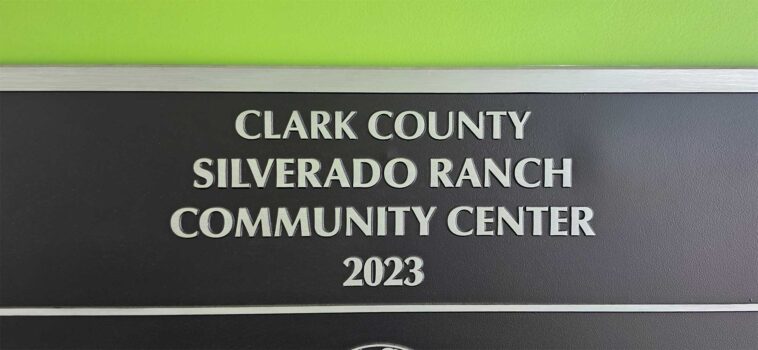 CLARK COUNTY
SILVERADO RANCH
COMMUNITY CENTER
2023